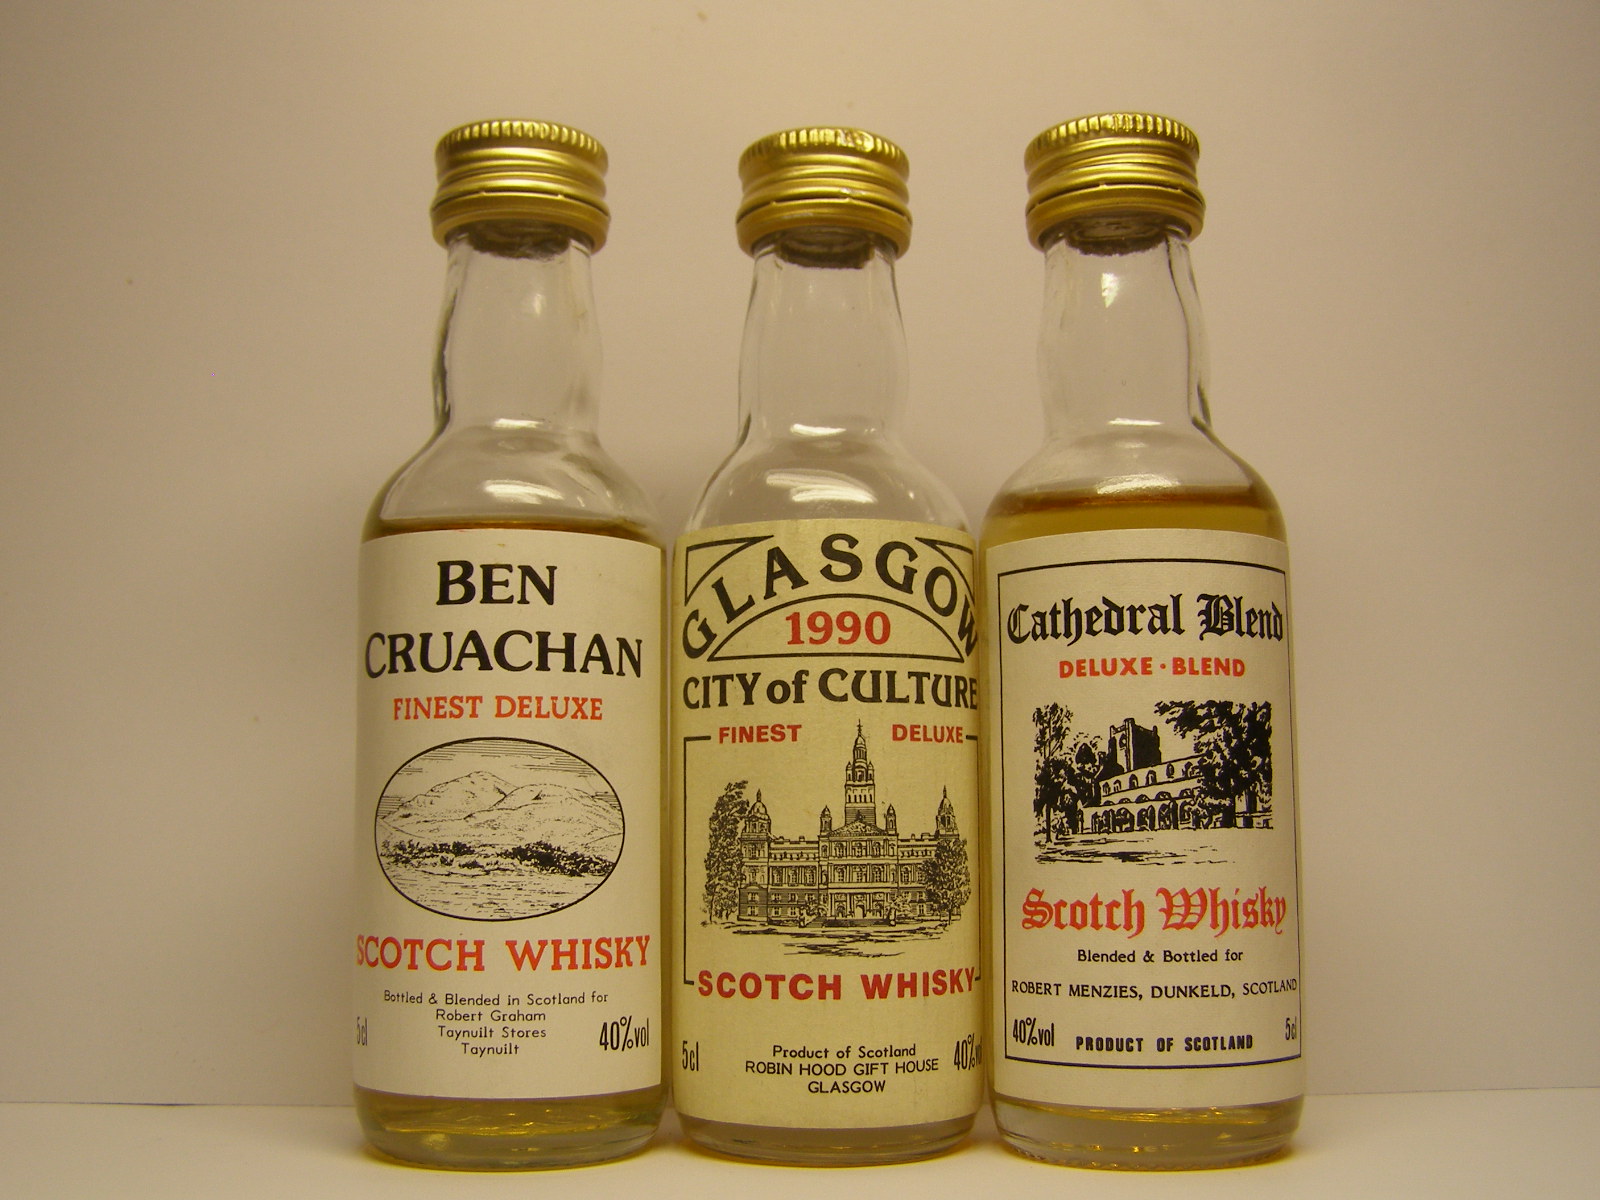 BEN
CRUACHAN
FINEST DELUXE
SCOTCH WHISKY
Bottled & Blended in Scotland for
Robert Graham
Taynuilt Stores
Taynuilt
5cl
40%vol
GLASGOW
1990
CITY of CULTURE
FINEST DELUXE
SCOTCH WHISKY
Product of Scotland
ROBIN HOOD GIFT HOUSE
GLASGOW
5cl
40%vo
Cathedral Blend
DELUXE·BLEND
Scotch Whisky
Blended & Bottled for
ROBERT MENZIES, DUNKELD, SCOTLAND
40%vol
PRODUCT OF SCOTLAND
5cl